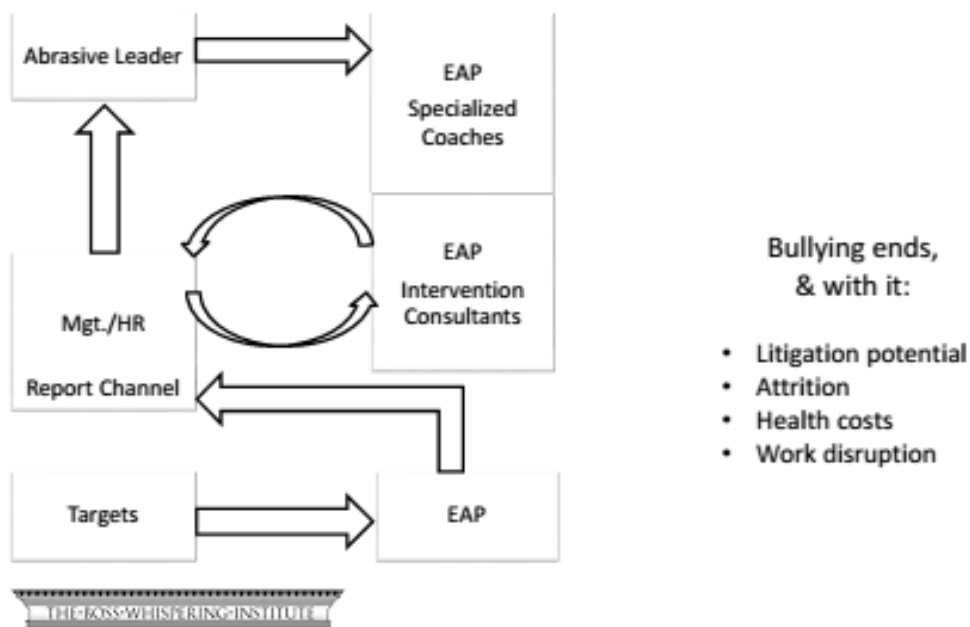 Abrasive Leader
EAP
Specialized
Coaches
EAP
Intervention
Consultants
Mgt./HR
Report Channel
Targets
EAP
Bullying ends,
& with it:
• Litigation potential
• Attrition
• Health costs
• Work disruption
THE·BOSS·WHISPERING·INSTITUTE